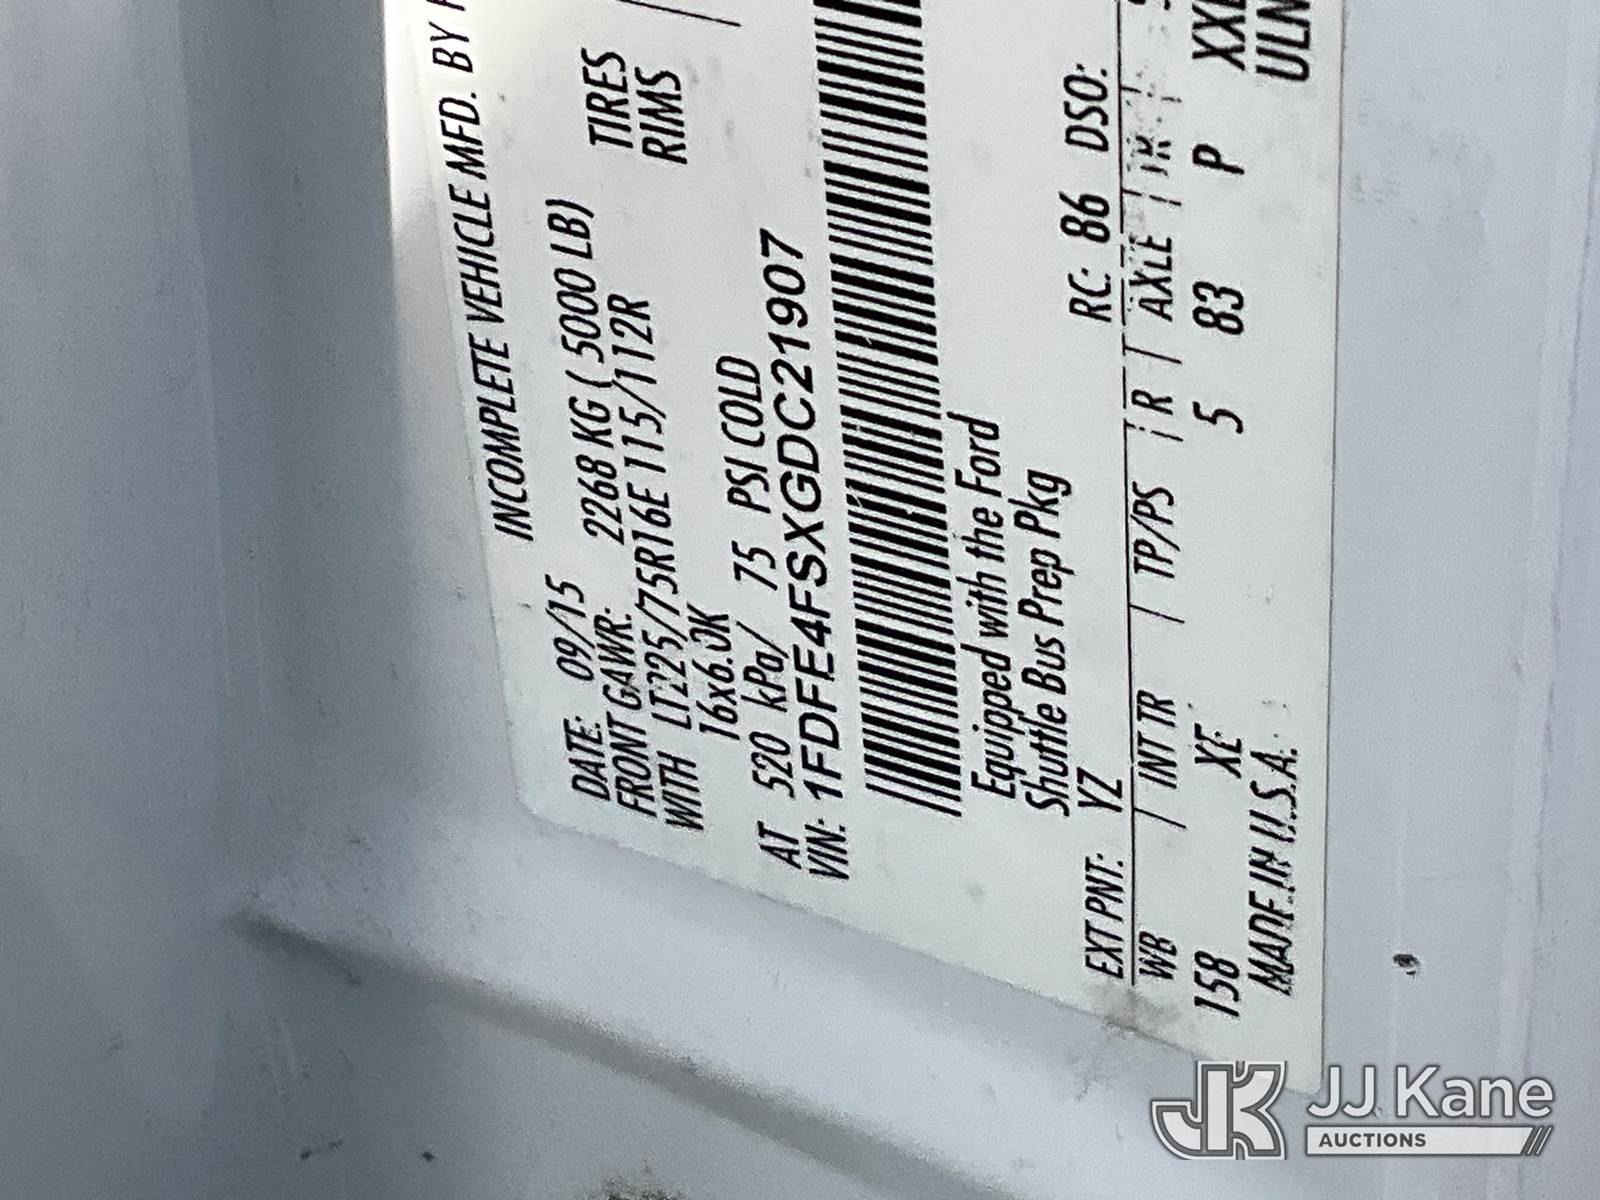 INCOMPLETE VEHICLE MFD. BY
DATE: 09/15
FRONT GAWR: 2268 KG ( 5000 LB)
WITH LT225/75R16E 115/112R TIRES
16x6.0K RIMS
AT 520 kPa/ 75 PSI COLD
VIN: 1FDFE4FSXGDC21907
Equipped with the Ford
Shuttle Bus Prep Pkg
EXT PNT: YZ RC: 86 DSO:
WB / INT TR / TP/PS / R / AXLE / TR
158 XE 5 83 P
MADE IN U.S.A.
JK JJ Kane
AUCTIONS